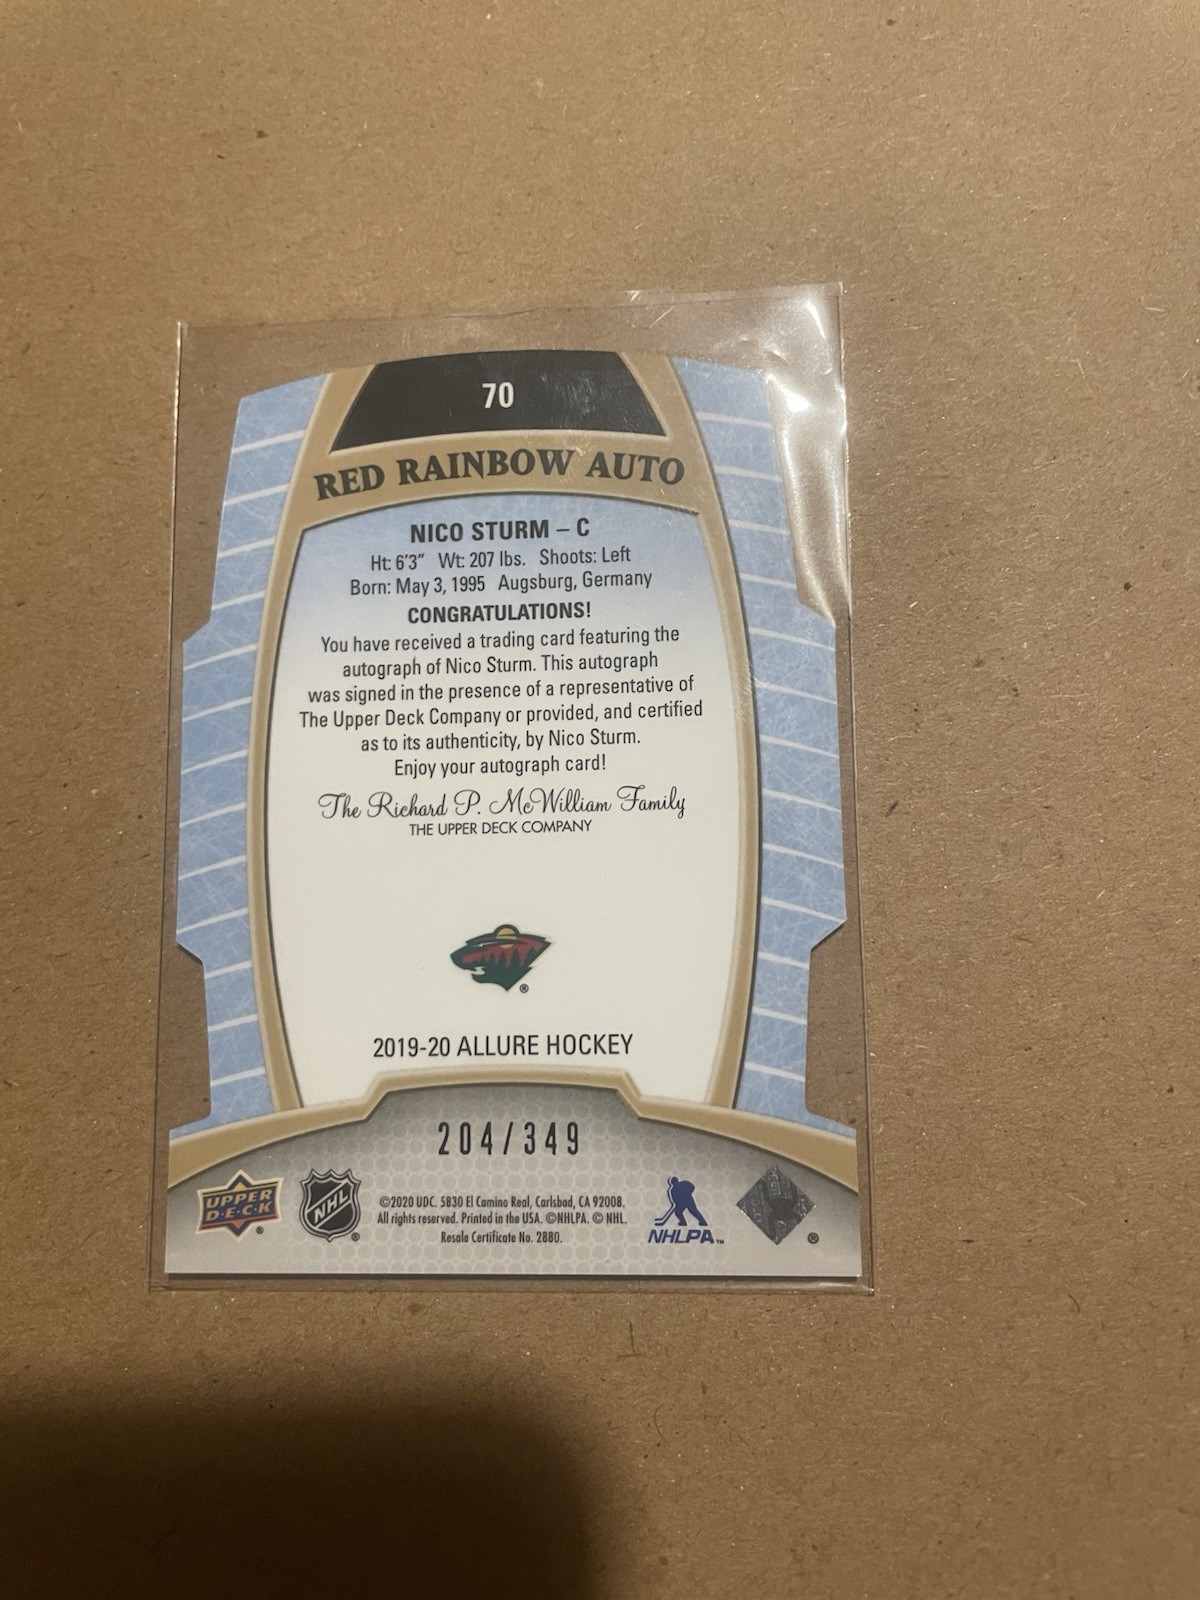 70
RED RAINBOW AUTO
NICO STURM – C
Ht: 6'3" Wt: 207 lbs. Shoots: Left
Born: May 3, 1995 Augsburg, Germany
CONGRATULATIONS!
You have received a trading card featuring the
autograph of Nico Sturm. This autograph
was signed in the presence of a representative of
The Upper Deck Company or provided, and certified
as to its authenticity, by Nico Sturm.
Enjoy your autograph card!
The Richard P. McWilliam Family
THE UPPER DECK COMPANY
®
2019-20 ALLURE HOCKEY
204/349
UPPER
D·E·C·K ®
NHL ®
©2020 UDC. 5830 El Camino Real, Carlsbad, CA 92008.
All rights reserved. Printed in the USA. ©NHLPA. © NHL.
Resale Certificate No. 2880.
NHLPA™
®